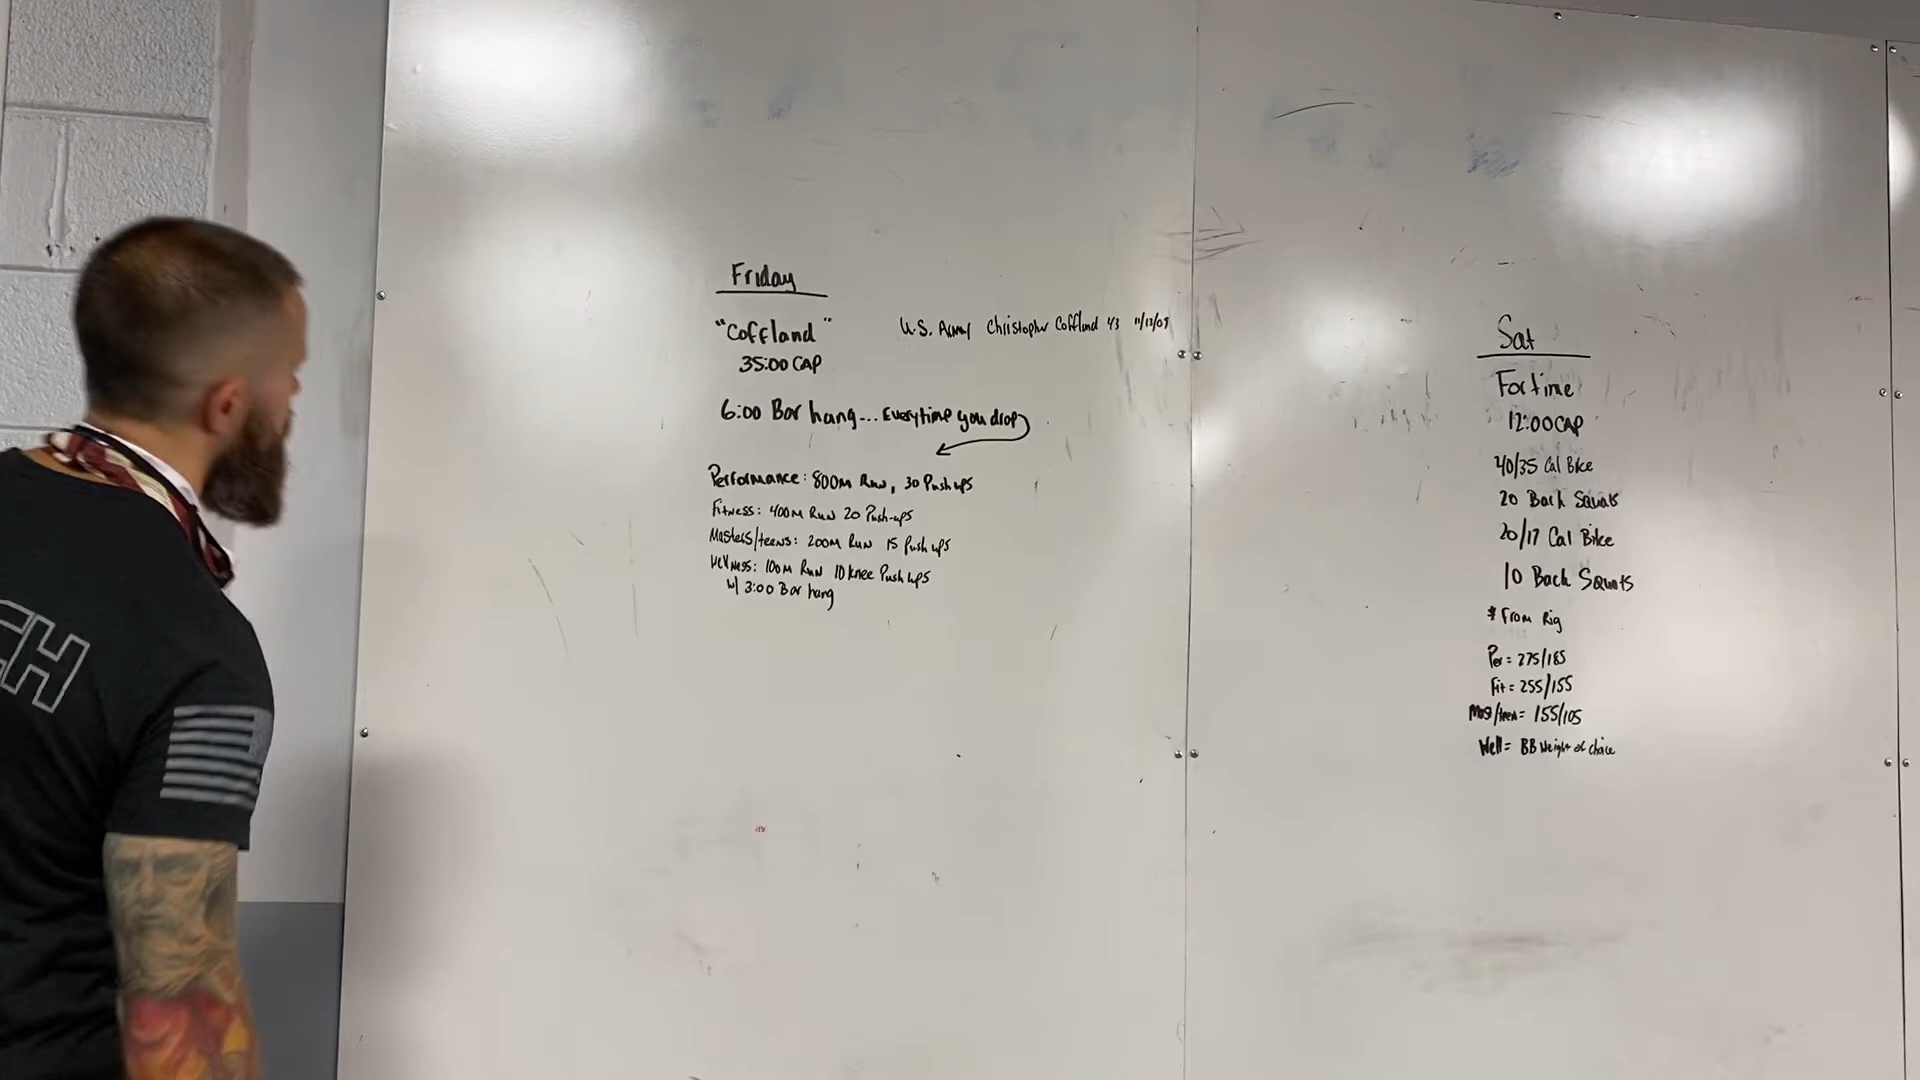 Friday
"Coffland"
U.S. Army Christopher Coffland 43 11/13/09
35:00 CAP
6:00 Bar hang... Everytime you drop
Performance: 800m Run, 30 Push ups
Fitness: 400m Run 20 Push-ups
Masters/teens: 200m Run 15 Push ups
Wellness: 100m Run 10 knee Push ups
w/ 3:00 Bar hang
Sat
For time
12:00 CAP
40/35 Cal Bike
20 Back Squats
20/17 Cal Bike
10 Back Squats
* From Rig
Per = 275/185
Fit = 255/155
Mas/teen = 155/105
Well = BB Weight of choice
CH